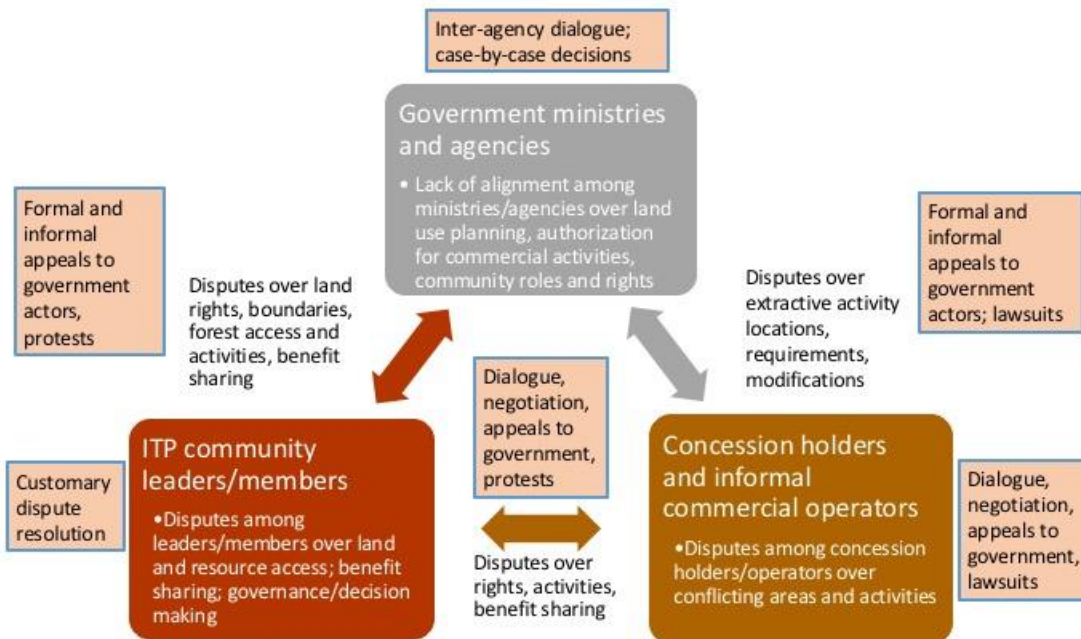 Inter-agency dialogue;
case-by-case decisions
Government ministries
and agencies
• Lack of alignment among
ministries/agencies over land
use planning, authorization
for commercial activities,
community roles and rights
Formal and
informal
appeals to
government
actors,
protests
Disputes over land
rights, boundaries,
forest access and
activities, benefit
sharing
Disputes over
extractive activity
locations,
requirements,
modifications
Formal and
informal
appeals to
government
actors; lawsuits
Dialogue,
negotiation,
appeals to
government,
protests
Customary
dispute
resolution
ITP community
leaders/members
•Disputes among
leaders/members over land
and resource access; benefit
sharing; governance/decision
making
Disputes over
rights, activities,
benefit sharing
Concession holders
and informal
commercial operators
•Disputes among concession
holders/operators over
conflicting areas and activities
Dialogue,
negotiation,
appeals to
government,
lawsuits